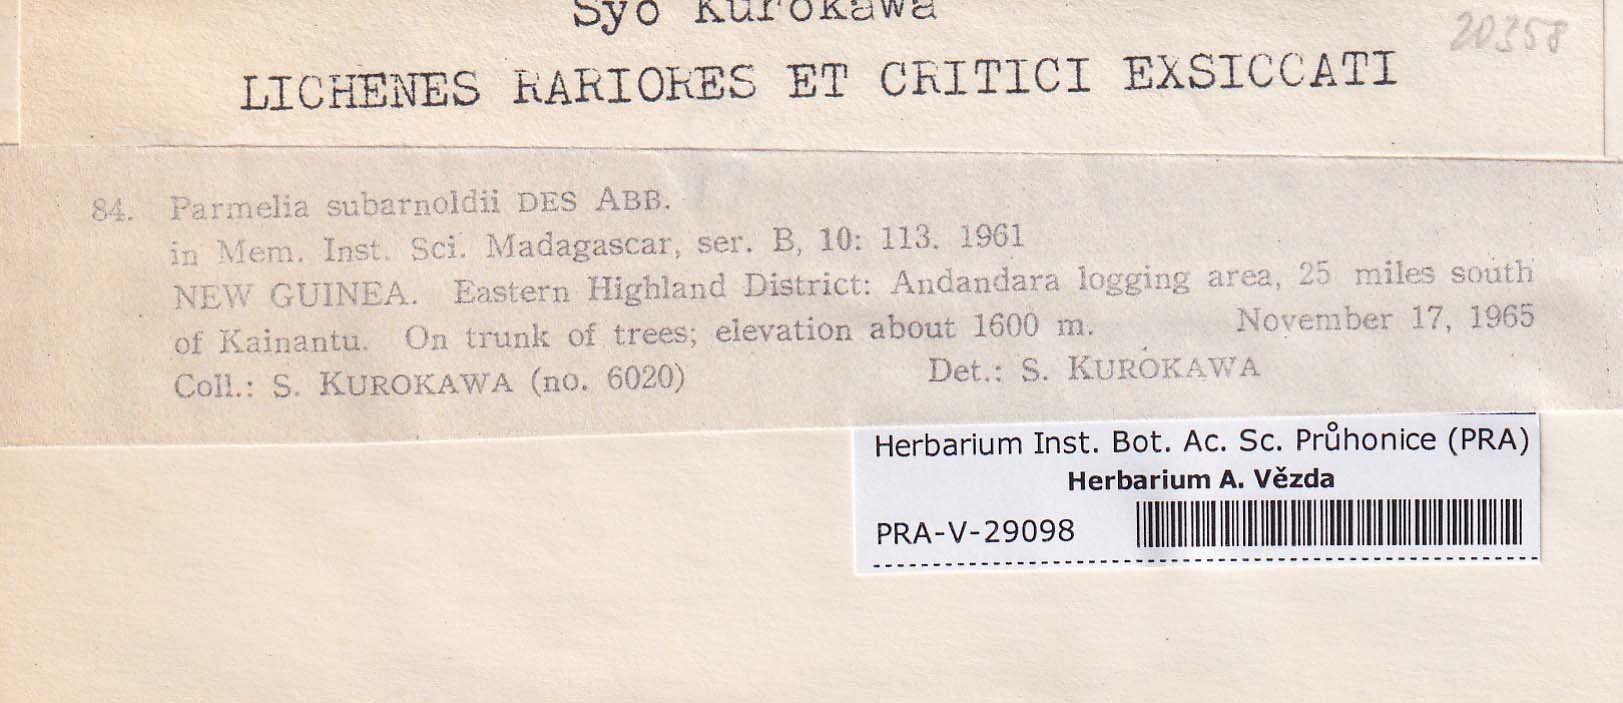 Syo Kurokawa
20358
LICHENES RARIORES ET CRITICI EXSICCATI
84. Parmelia subarnoldii DES ABB.
in Mem. Inst. Sci. Madagascar, ser. B, 10: 113. 1961
NEW GUINEA. Eastern Highland District: Andandara logging area, 25 miles south
of Kainantu. On trunk of trees; elevation about 1600 m. November 17, 1965
Coll.: S. KUROKAWA (no. 6020) Det.: S. KUROKAWA
Herbarium Inst. Bot. Ac. Sc. Průhonice (PRA)
Herbarium A. Vězda
PRA-V-29098